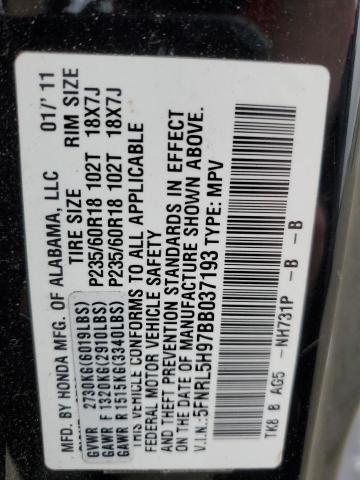 MFD. BY HONDA MFG. OF ALABAMA, LLC 01/'11
TIRE SIZE RIM SIZE
GVWR 2730KG(6019LBS)
GAWR F 1320KG(2910LBS) P235/60R18 102T 18X7J
GAWR R 1515KG(3340LBS) P235/60R18 102T 18X7J
THIS VEHICLE CONFORMS TO ALL APPLICABLE
FEDERAL MOTOR VEHICLE SAFETY
AND THEFT PREVENTION STANDARDS IN EFFECT
ON THE DATE OF MANUFACTURE SHOWN ABOVE.
V.I.N.: 5FNRL5H97BB037193 TYPE: MPV
TK8 B AG5 -NH731P -B -B